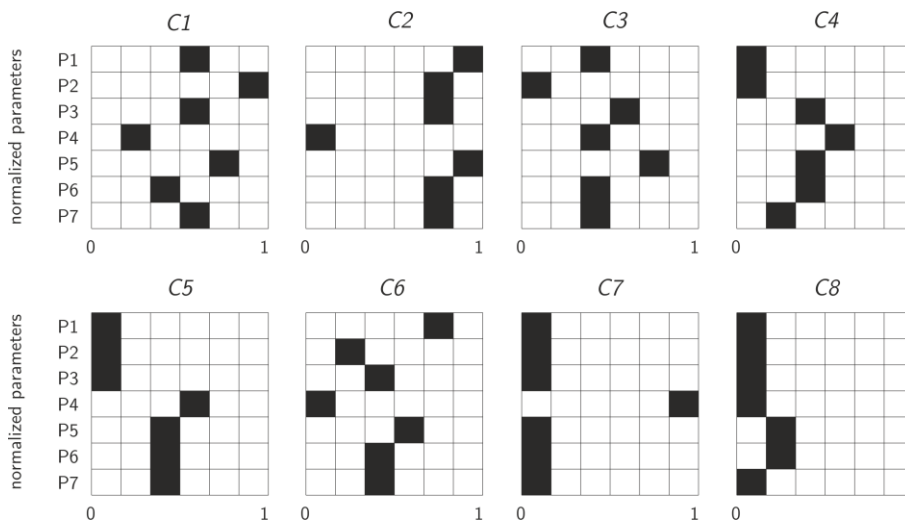 C1 C2 C3 C4
normalized parameters
P1
P2
P3
P4
P5
P6
P7
0 1 0 1 0 1 0
C5 C6 C7 C8
normalized parameters
P1
P2
P3
P4
P5
P6
P7
0 1 0 1 0 1 0